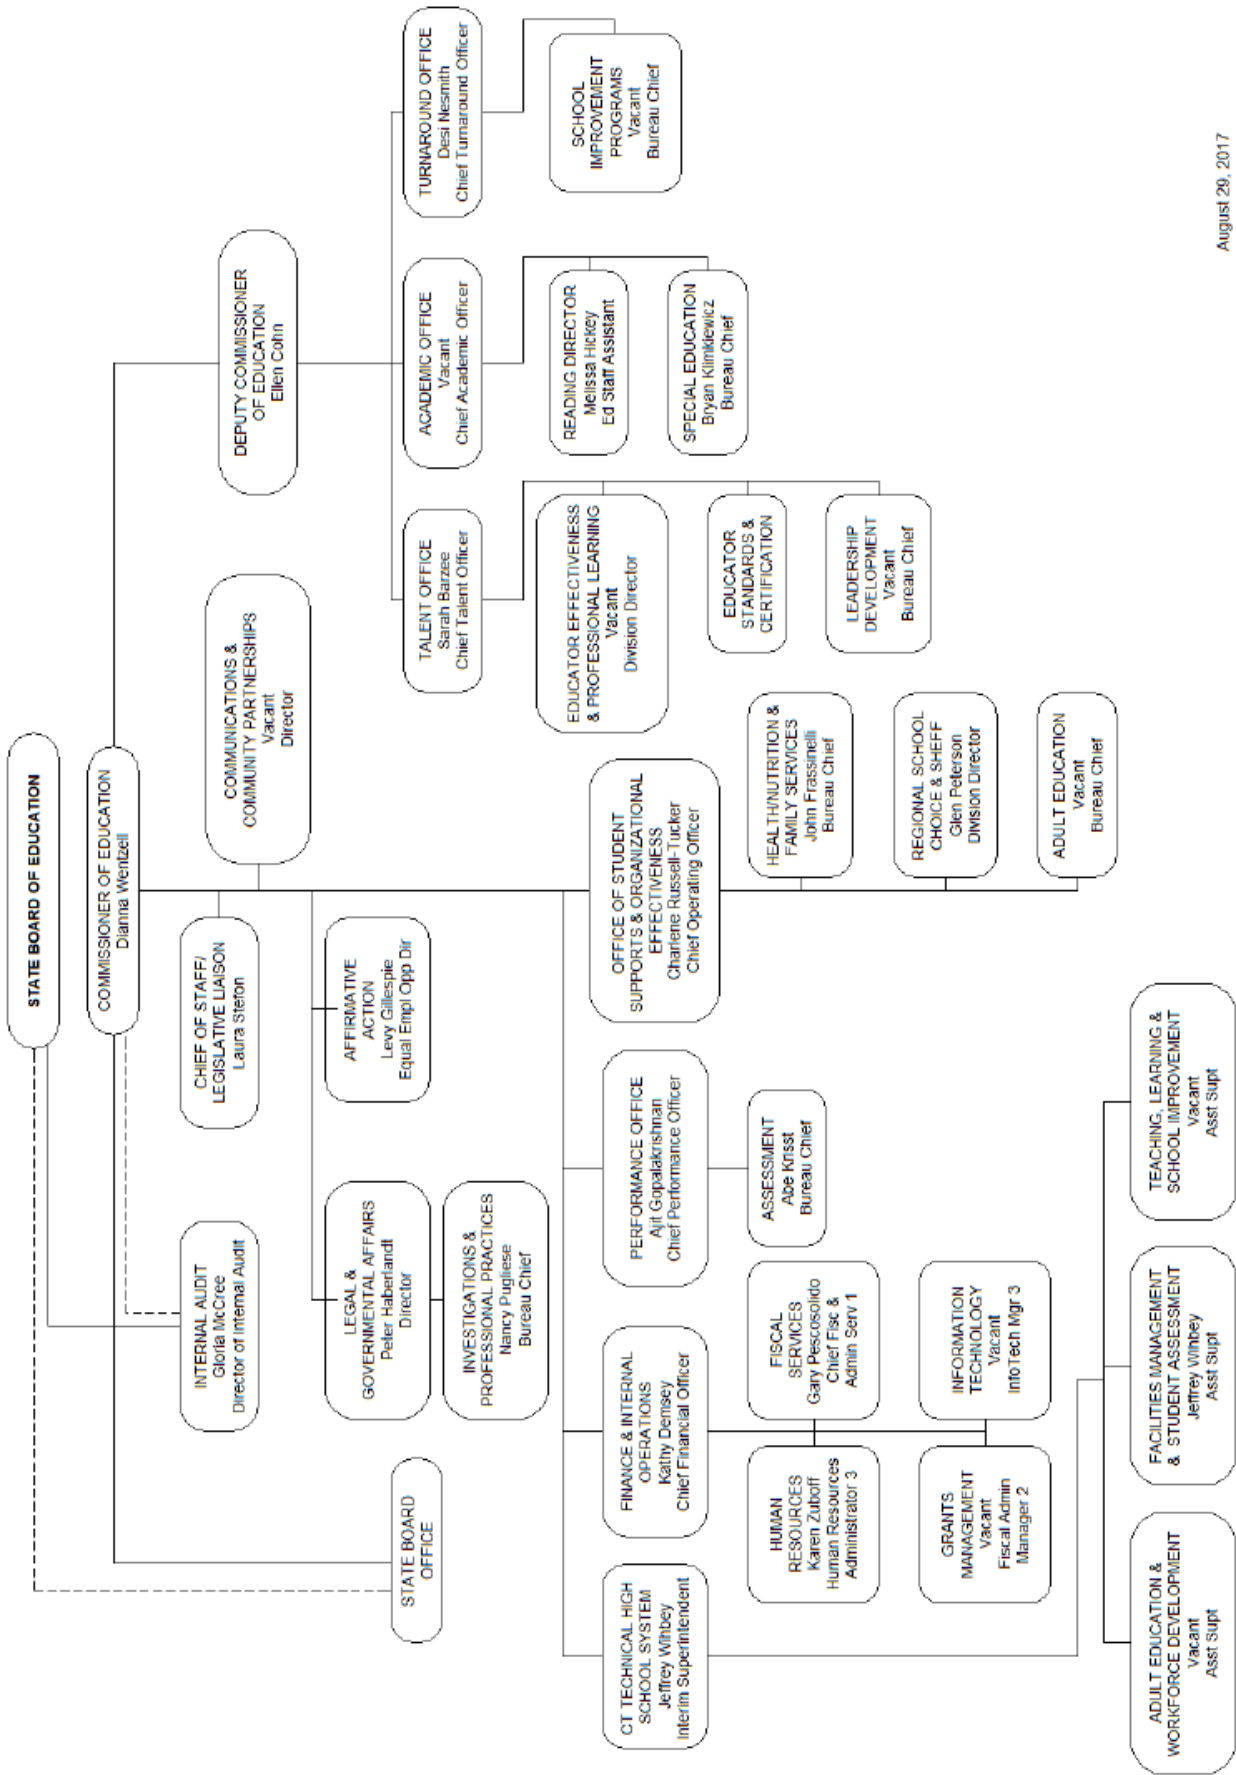 STATE BOARD OF EDUCATION
COMMISSIONER OF EDUCATION
Dianna Wentzell
INTERNAL AUDIT
Gloria McCree
Director of Internal Audit
CHIEF OF STAFF/
LEGISLATIVE LIAISON
Laura Stefon
COMMUNICATIONS &
COMMUNITY PARTNERSHIPS
Vacant
Director
DEPUTY COMMISSIONER
OF EDUCATION
Ellen Cohn
STATE BOARD
OFFICE
LEGAL &
GOVERNMENTAL AFFAIRS
Peter Haberlandt
Director
AFFIRMATIVE
ACTION
Levy Gillespie
Equal Empl Opp Dir
INVESTIGATIONS &
PROFESSIONAL PRACTICES
Nancy Pugliese
Bureau Chief
TALENT OFFICE
Sarah Barzee
Chief Talent Officer
ACADEMIC OFFICE
Vacant
Chief Academic Officer
TURNAROUND OFFICE
Desi Nesmith
Chief Turnaround Officer
EDUCATOR EFFECTIVENESS
& PROFESSIONAL LEARNING
Vacant
Division Director
READING DIRECTOR
Melissa Hickey
Ed Staff Assistant
SCHOOL
IMPROVEMENT
PROGRAMS
Vacant
Bureau Chief
EDUCATOR
STANDARDS &
CERTIFICATION
SPECIAL EDUCATION
Bryan Klimkiewicz
Bureau Chief
LEADERSHIP
DEVELOPMENT
Vacant
Bureau Chief
CT TECHNICAL HIGH
SCHOOL SYSTEM
Jeffrey Wihbey
Interim Superintendent
FINANCE & INTERNAL
OPERATIONS
Kathy Demsey
Chief Financial Officer
PERFORMANCE OFFICE
Ajit Gopalakrishnan
Chief Performance Officer
OFFICE OF STUDENT
SUPPORTS & ORGANIZATIONAL
EFFECTIVENESS
Charlene Russell-Tucker
Chief Operating Officer
HUMAN
RESOURCES
Karen Zuboff
Human Resources
Administrator 3
FISCAL
SERVICES
Gary Pescosolido
Chief Fisc &
Admin Serv 1
ASSESSMENT
Abe Krisst
Bureau Chief
HEALTH/NUTRITION &
FAMILY SERVICES
John Frassinelli
Bureau Chief
GRANTS
MANAGEMENT
Vacant
Fiscal Admin
Manager 2
INFORMATION
TECHNOLOGY
Vacant
InfoTech Mgr 3
REGIONAL SCHOOL
CHOICE & SHEFF
Glen Peterson
Division Director
ADULT EDUCATION
Vacant
Bureau Chief
ADULT EDUCATION &
WORKFORCE DEVELOPMENT
Vacant
Asst Supt
FACILITIES MANAGEMENT
& STUDENT ASSESSMENT
Jeffrey Wihbey
Asst Supt
TEACHING, LEARNING &
SCHOOL IMPROVEMENT
Vacant
Asst Supt
August 29, 2017